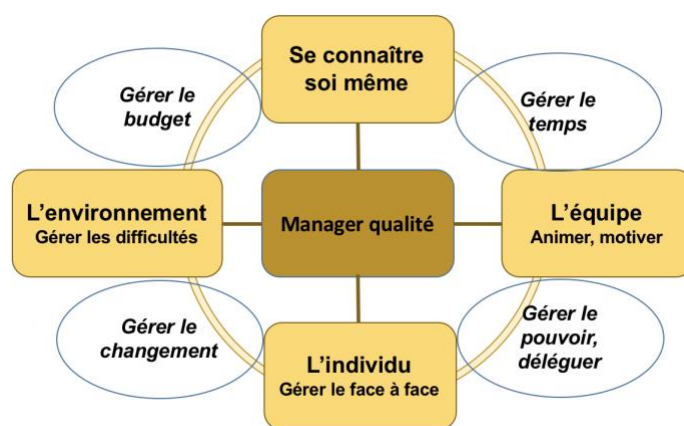 Se connaître
soi même
Gérer le
budget
Gérer le
temps
L'environnement
Gérer les difficultés
Manager qualité
L'équipe
Animer, motiver
Gérer le
changement
L'individu
Gérer le face à face
Gérer le
pouvoir,
déléguer